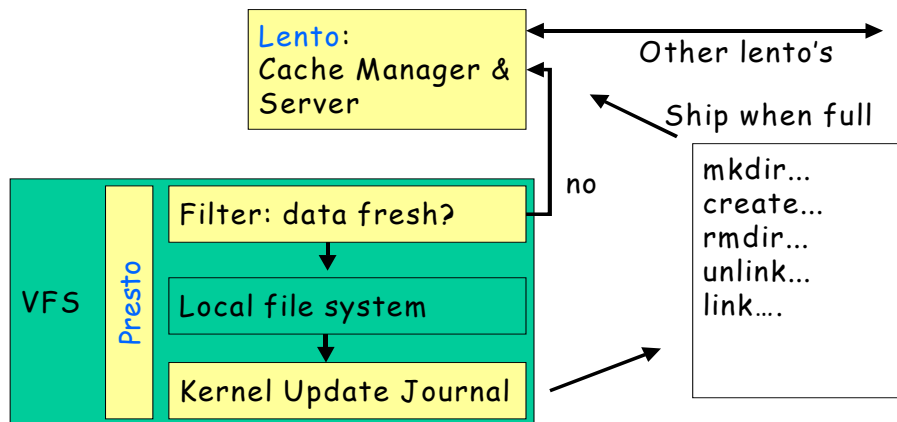 Lento:
Cache Manager &
Server
Other lento's
Ship when full
no
mkdir...
create...
rmdir...
unlink...
link....
VFS
Presto
Filter: data fresh?
Local file system
Kernel Update Journal